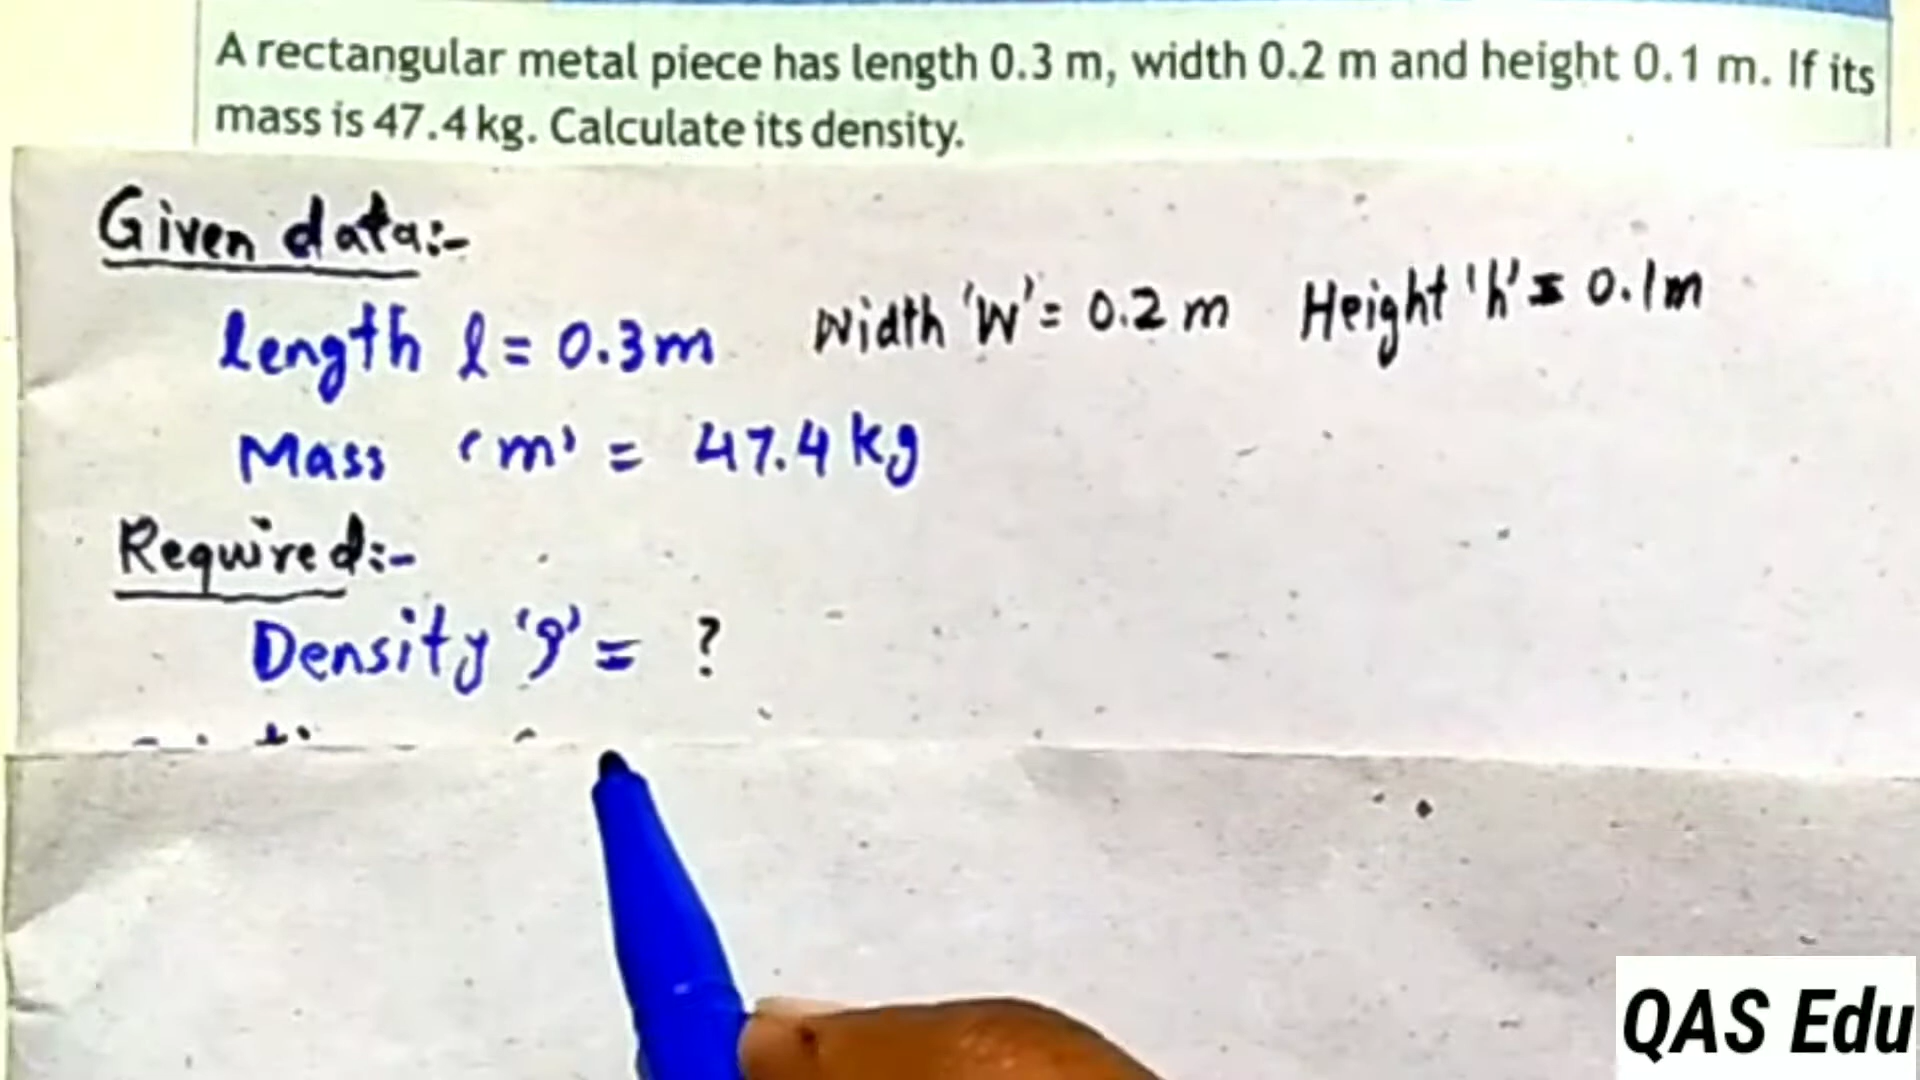 A rectangular metal piece has length 0.3 m, width 0.2 m and height 0.1 m. If its
mass is 47.4 kg. Calculate its density.
Given data:-
length l = 0.3m Width 'W' = 0.2 m Height 'h' = 0.1m
Mass 'm' = 47.4 kg
Required:-
Density 'ρ' = ?
QAS Edu